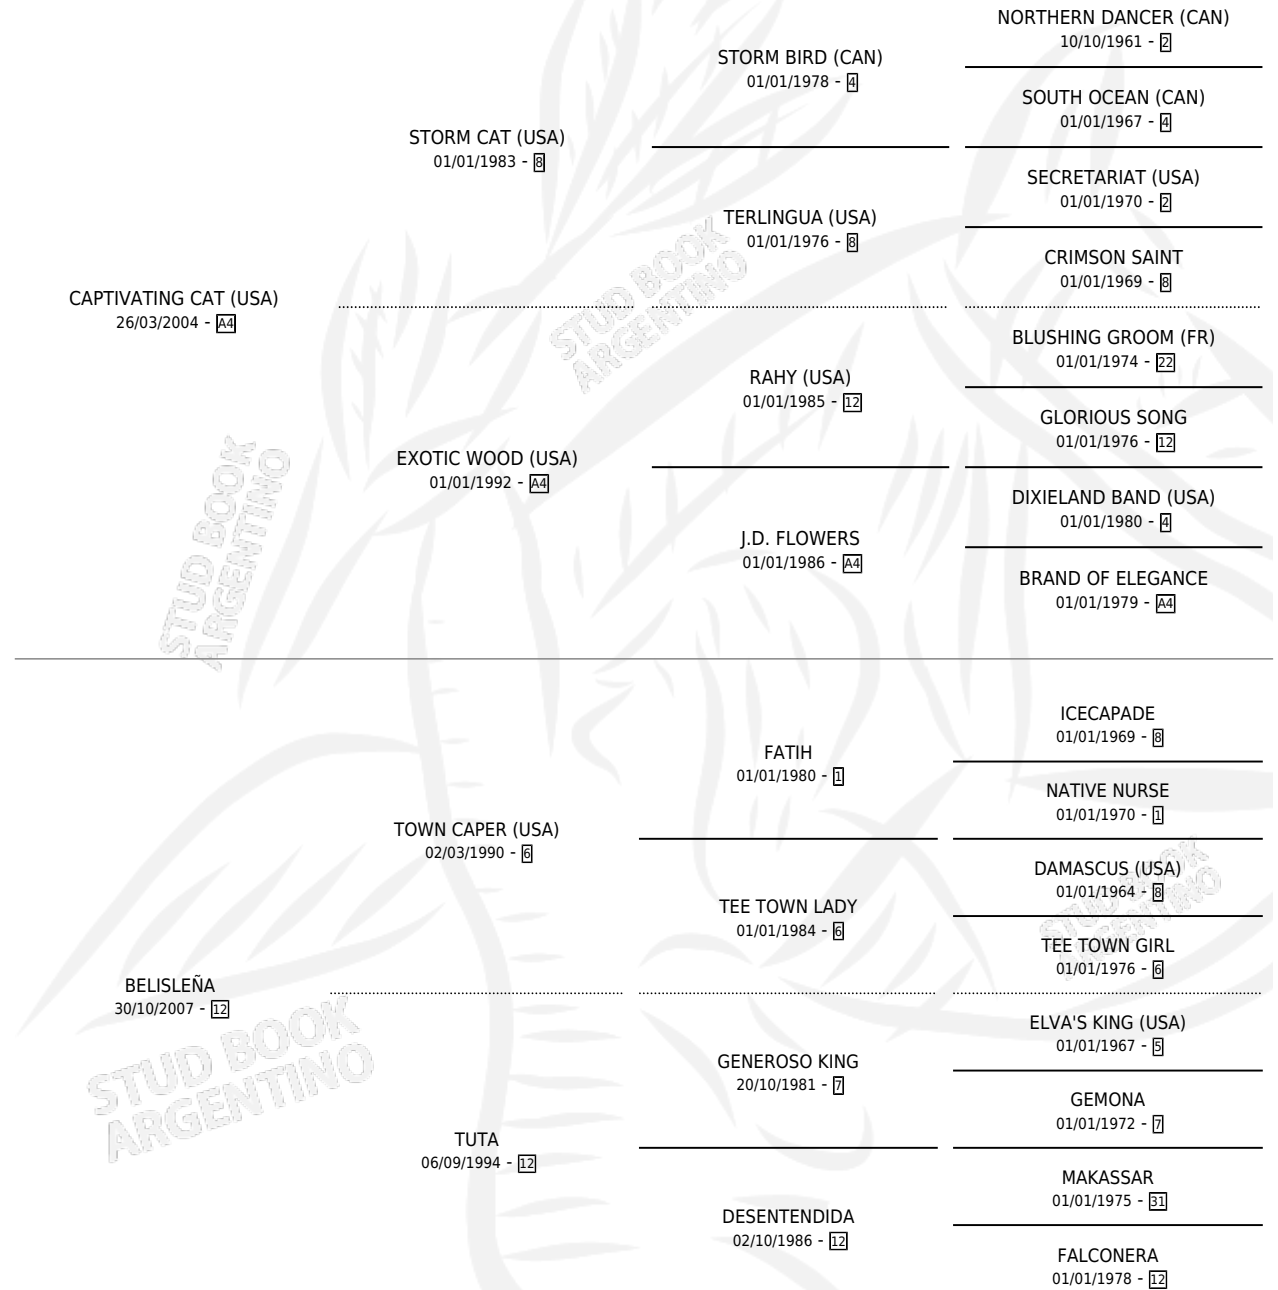 NORTHERN DANCER (CAN)
10/10/1961 - 2
STORM BIRD (CAN)
01/01/1978 - 4
SOUTH OCEAN (CAN)
01/01/1967 - 4
STORM CAT (USA)
01/01/1983 - 8
SECRETARIAT (USA)
01/01/1970 - 2
TERLINGUA (USA)
01/01/1976 - 8
CRIMSON SAINT
01/01/1969 - 8
CAPTIVATING CAT (USA)
26/03/2004 - A4
STUD BOOK
ARGENTINO
BLUSHING GROOM (FR)
01/01/1974 - 22
RAHY (USA)
01/01/1985 - 12
GLORIOUS SONG
01/01/1976 - 12
EXOTIC WOOD (USA)
01/01/1992 - A4
DIXIELAND BAND (USA)
01/01/1980 - 4
J.D. FLOWERS
01/01/1986 - A4
BRAND OF ELEGANCE
01/01/1979 - A4
STUD BOOK
ARGENTINO
ICECAPADE
01/01/1969 - 8
FATIH
01/01/1980 - 1
NATIVE NURSE
01/01/1970 - 1
TOWN CAPER (USA)
02/03/1990 - 6
DAMASCUS (USA)
01/01/1964 - 8
TEE TOWN LADY
01/01/1984 - 6
STUD BOOK
ARGENTINO
TEE TOWN GIRL
01/01/1976 - 6
BELISLEÑA
30/10/2007 - 12
ELVA'S KING (USA)
01/01/1967 - 5
GENEROSO KING
20/10/1981 - 7
GEMONA
01/01/1972 - 7
STUD BOOK
ARGENTINO
TUTA
06/09/1994 - 12
MAKASSAR
01/01/1975 - 31
DESENTENDIDA
02/10/1986 - 12
FALCONERA
01/01/1978 - 12